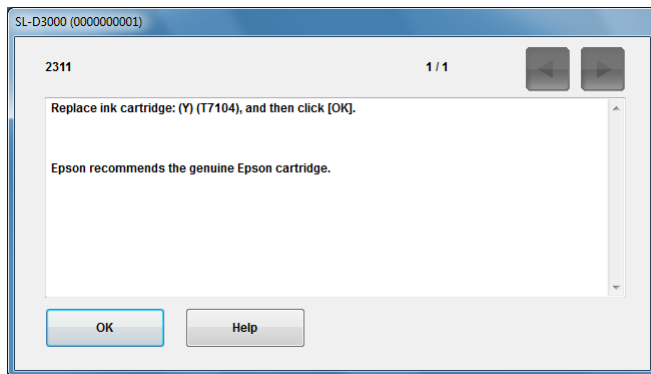 SL-D3000 (0000000001)
2311
1 / 1
Replace ink cartridge: (Y) (T7104), and then click [OK].
Epson recommends the genuine Epson cartridge.
OK
Help